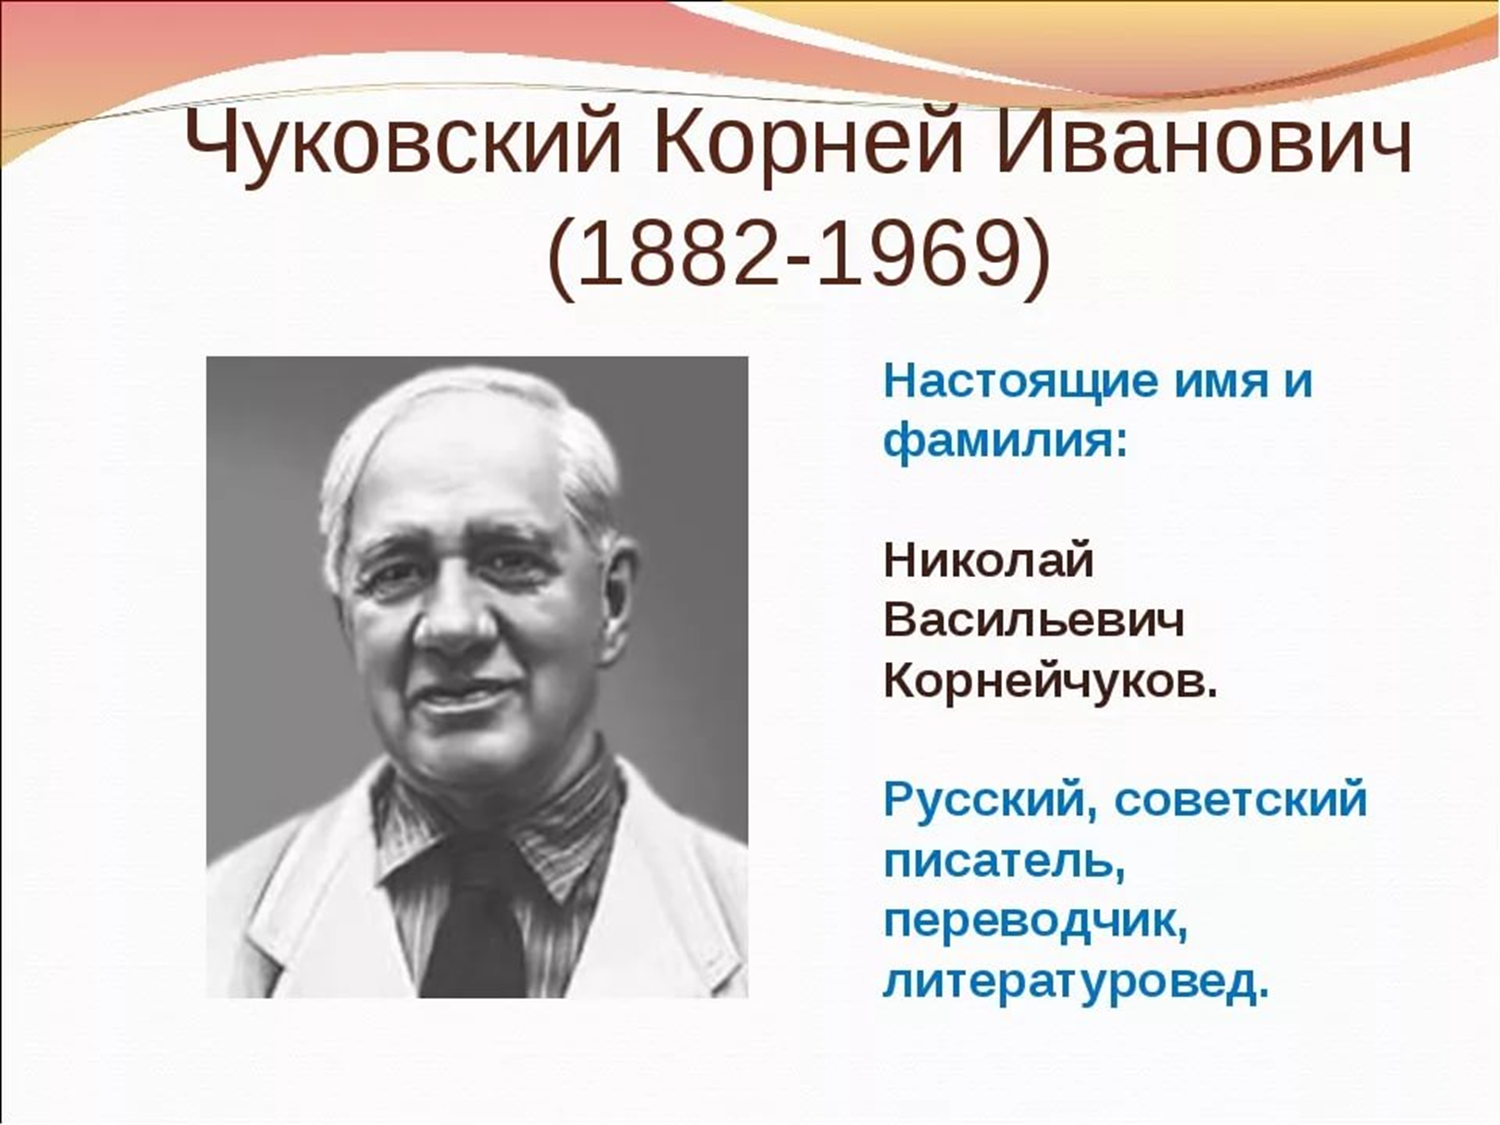 Чуковский Корней Иванович
(1882-1969)
Настоящие имя и
фамилия:
Николай
Васильевич
Корнейчуков.
Русский, советский
писатель,
переводчик,
литературовед.